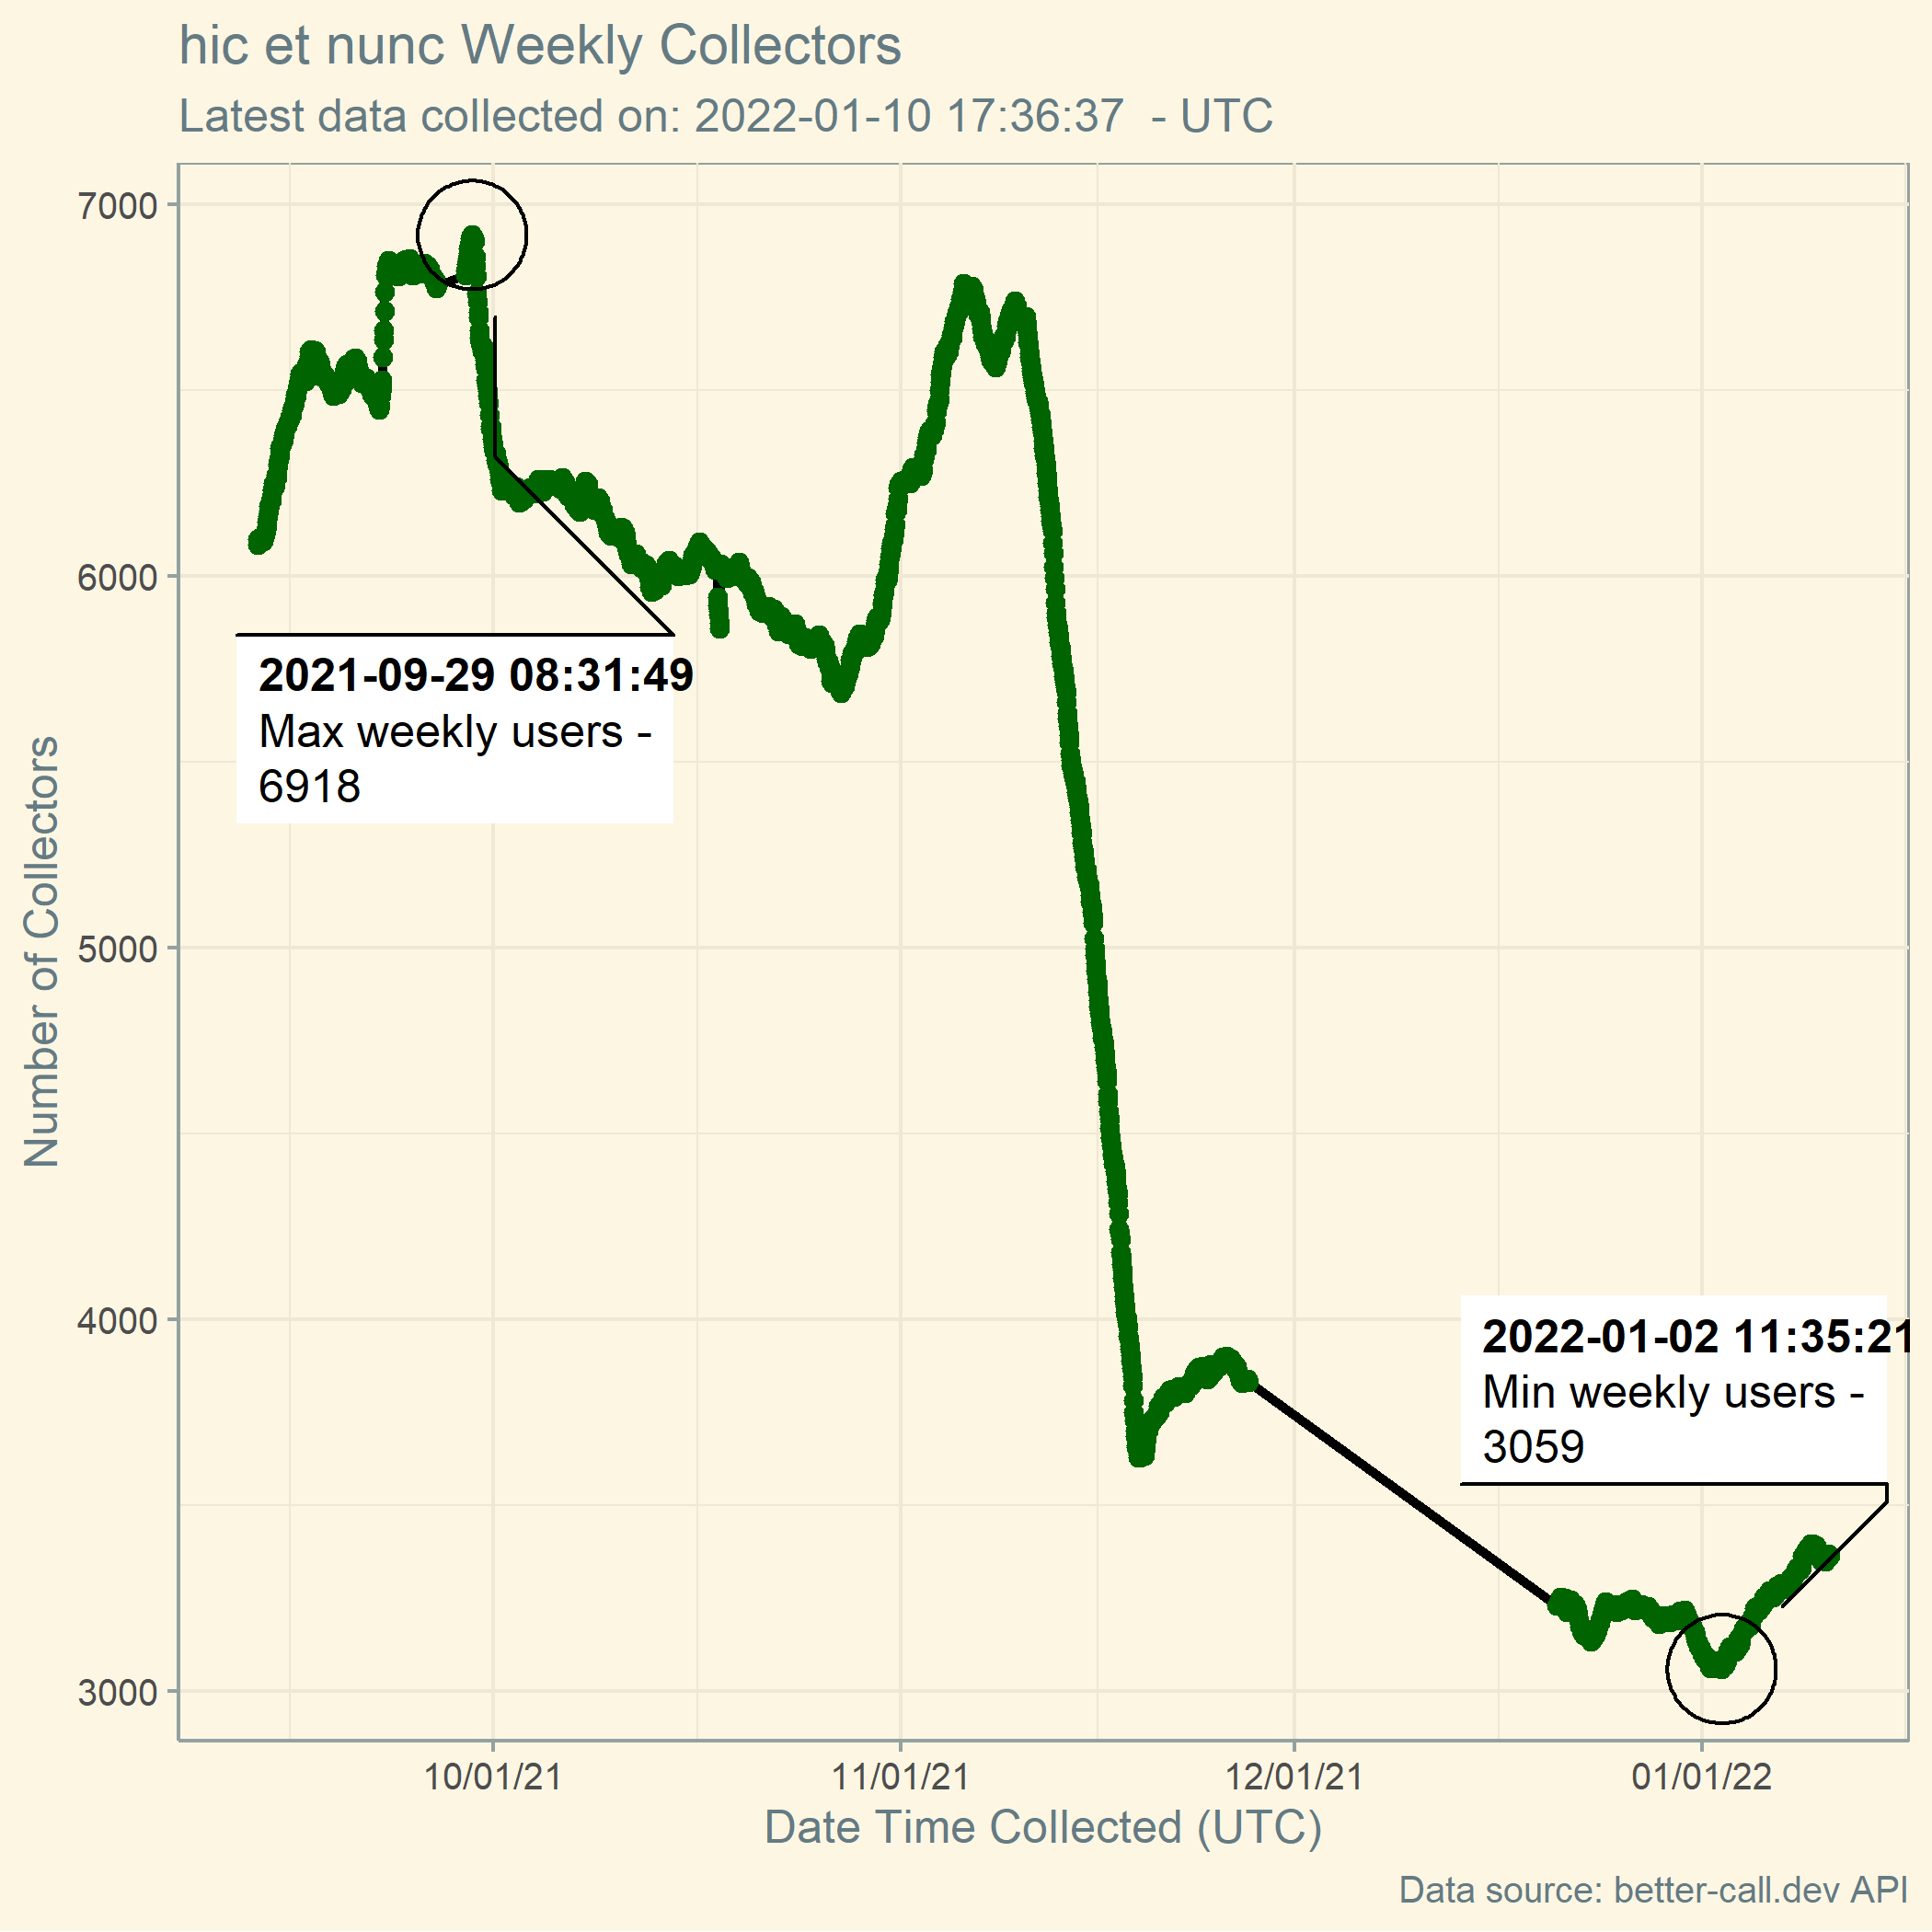 hic et nunc Weekly Collectors
Latest data collected on: 2022-01-10 17:36:37  - UTC
7000
6000
5000
4000
3000
Number of Collectors
2021-09-29 08:31:49
Max weekly users -
6918
2022-01-02 11:35:21
Min weekly users -
3059
10/01/21
11/01/21
12/01/21
01/01/22
Date Time Collected (UTC)
Data source: better-call.dev API